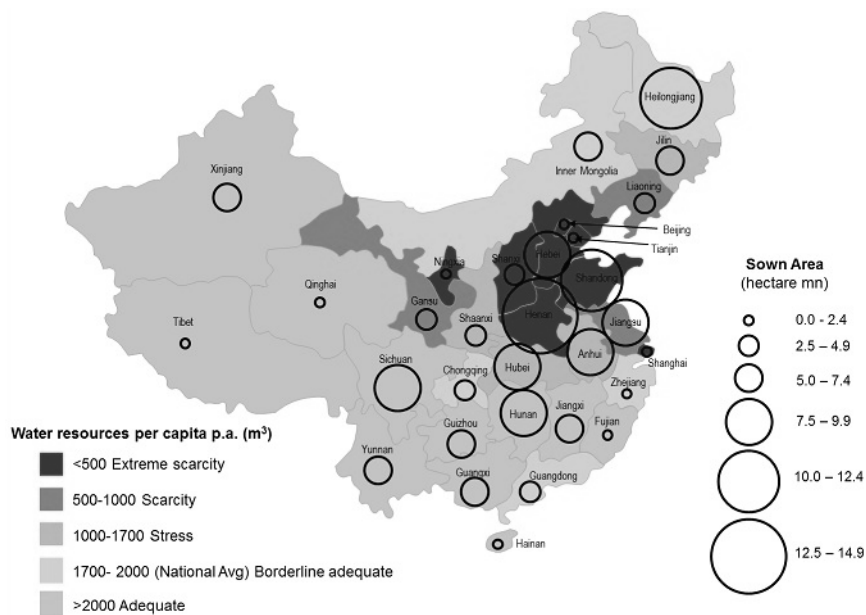 Heilongjiang
Jilin
Xinjiang
Inner Mongolia
Liaoning
Beijing
Tianjin
Hebei
Ningxia
Shanxi
Shandong
Qinghai
Gansu
Tibet
Shaanxi
Henan
Jiangsu
Anhui
Shanghai
Sichuan
Chongqing
Hubei
Zhejiang
Hunan
Jiangxi
Fujian
Guizhou
Yunnan
Guangxi
Guangdong
Hainan
Water resources per capita p.a. (m³)
<500 Extreme scarcity
500-1000 Scarcity
1000-1700 Stress
1700- 2000 (National Avg) Borderline adequate
>2000 Adequate
Sown Area
(hectare mn)
0.0 - 2.4
2.5 – 4.9
5.0 - 7.4
7.5 – 9.9
10.0 – 12.4
12.5 – 14.9